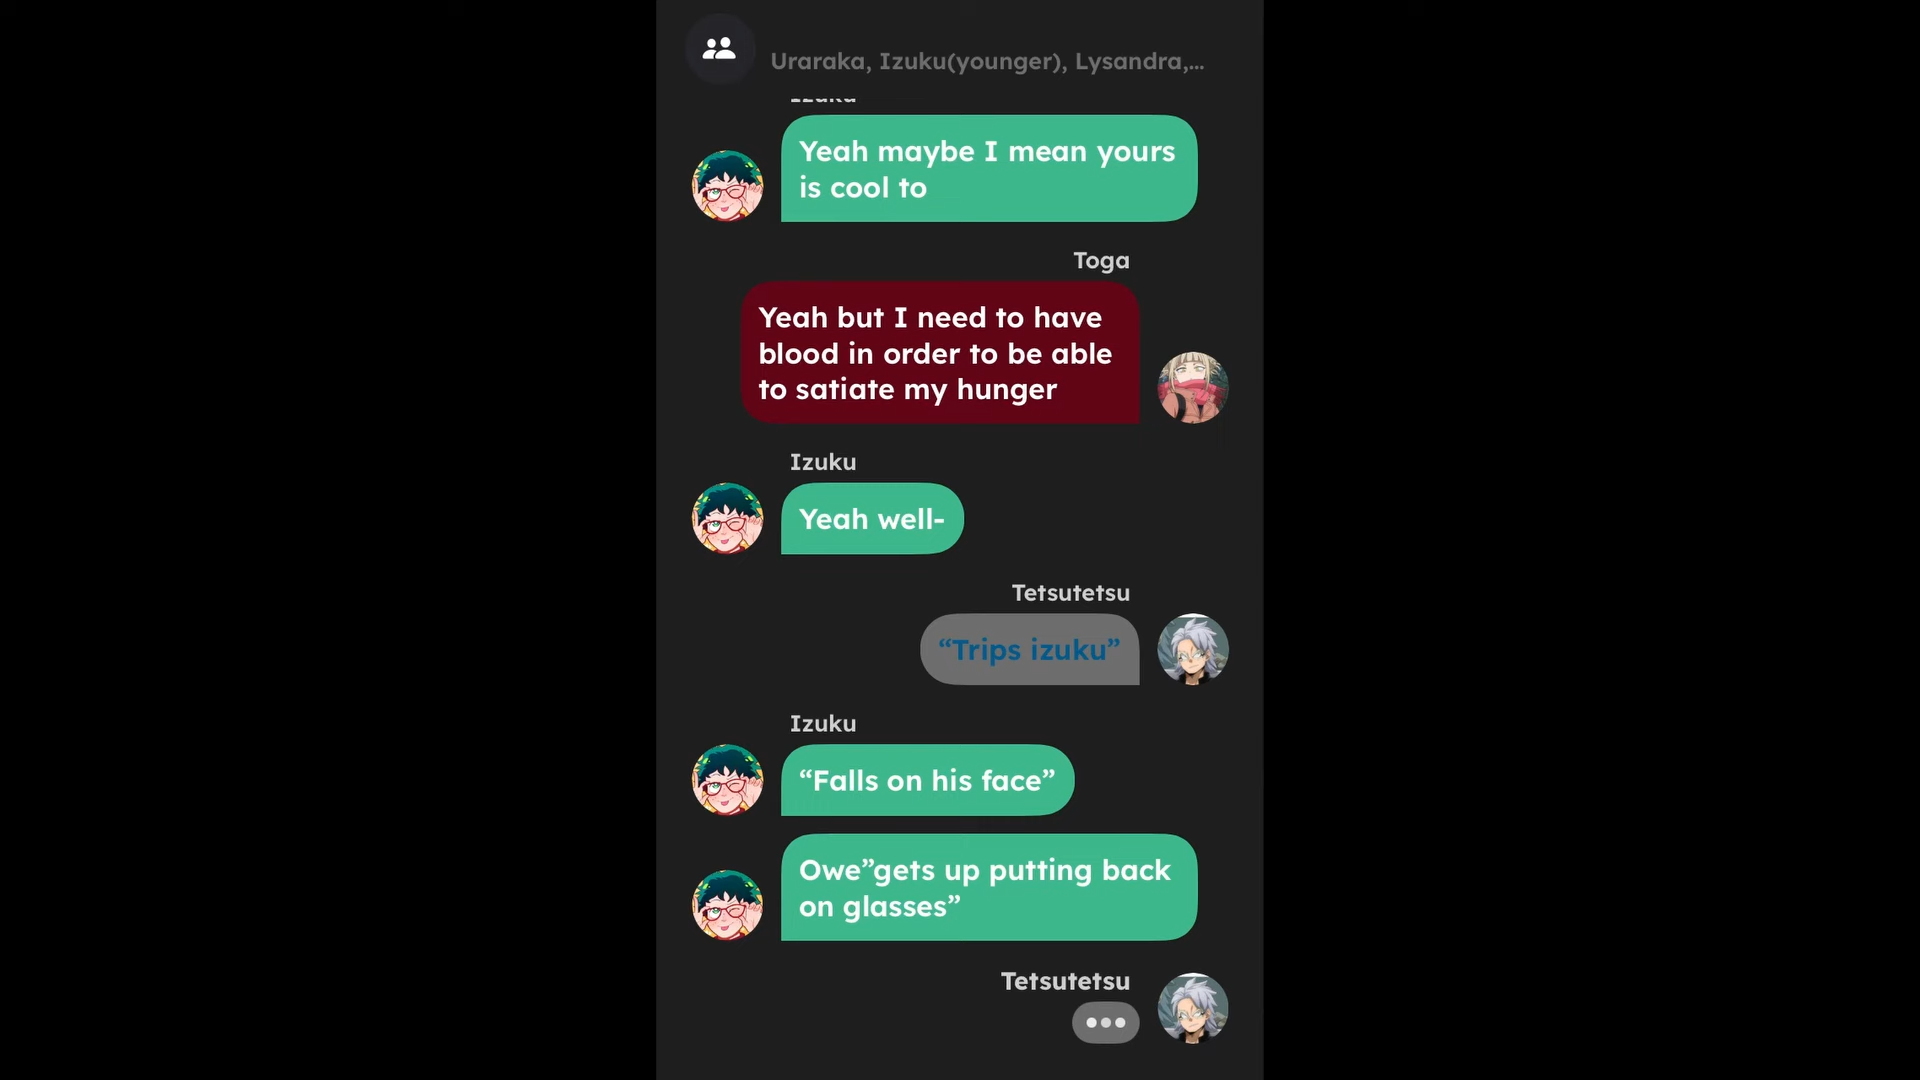 Uraraka, Izuku(younger), Lysandra,...
Izuku
Yeah maybe I mean yours
is cool to
Toga
Yeah but I need to have
blood in order to be able
to satiate my hunger
Izuku
Yeah well-
Tetsutetsu
“Trips izuku”
Izuku
“Falls on his face”
Owe”gets up putting back
on glasses”
Tetsutetsu